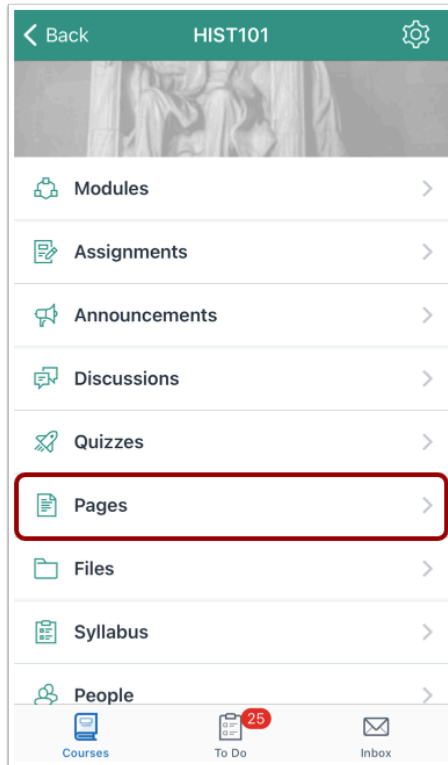 Back HIST101
Modules
Assignments
Announcements
Discussions
Quizzes
Pages
Files
Syllabus
People
25
Courses To Do Inbox